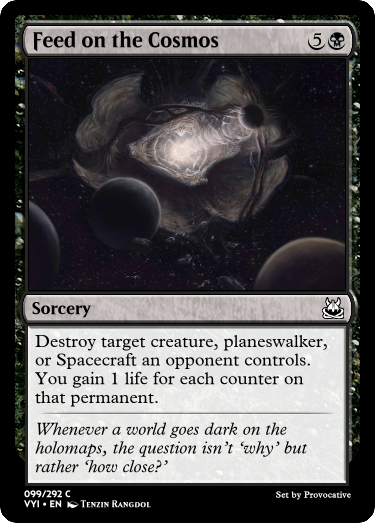 Feed on the Cosmos 5
Sorcery
Destroy target creature, planeswalker,
or Spacecraft an opponent controls.
You gain 1 life for each counter on
that permanent.
Whenever a world goes dark on the
holomaps, the question isn't ‘why’ but
rather ‘how close?’
099/292 C
VYI • EN Tenzin Rangdol
Set by Provocative